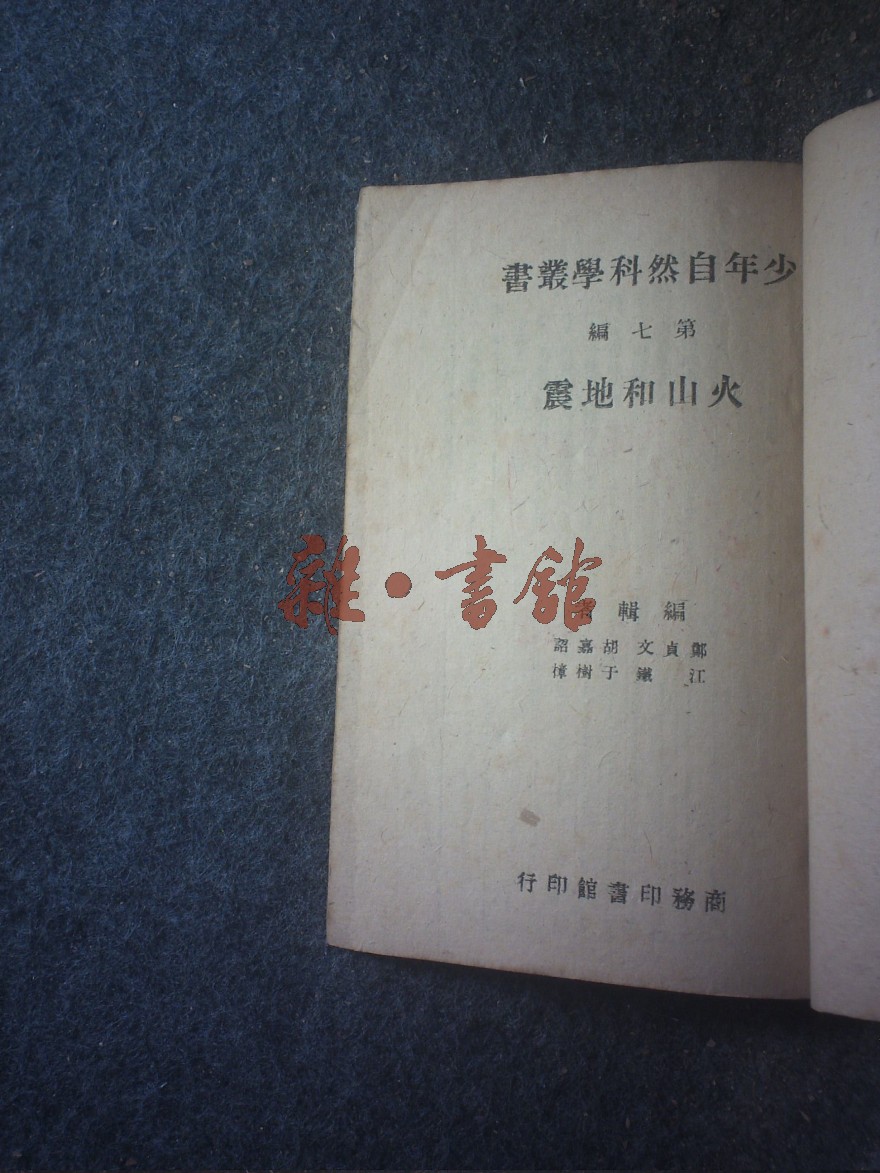 少年自然科學叢書
第七編
火山和地震
雜·書館
編輯者
鄭貞文 胡嘉詔
江鐵 于樹樟
商務印書館印行